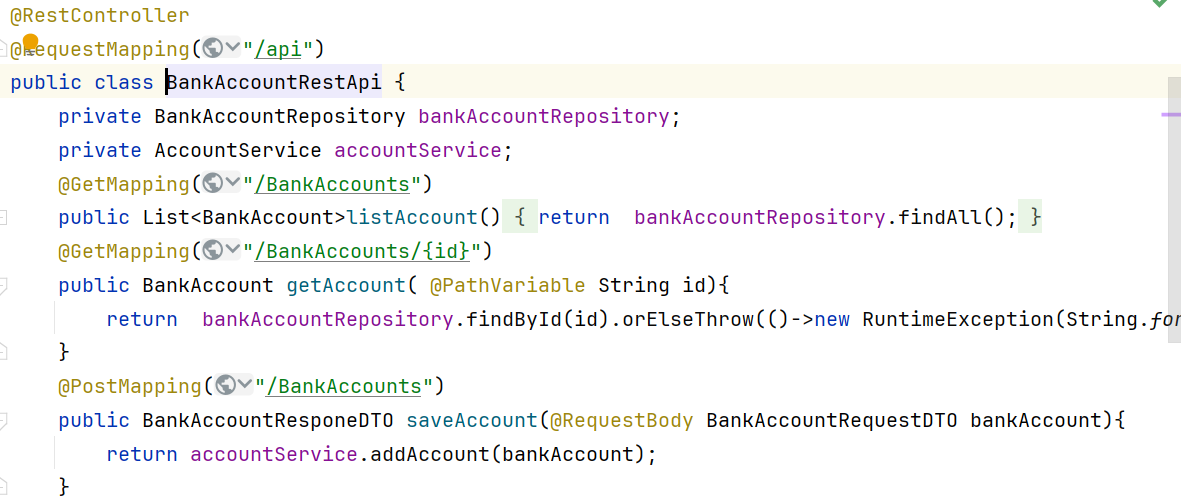 @RestController
@RequestMapping("/api")
public class BankAccountRestApi {
    private BankAccountRepository bankAccountRepository;
    private AccountService accountService;
    @GetMapping("/BankAccounts")
    public List<BankAccount>listAccount() { return  bankAccountRepository.findAll(); }
    @GetMapping("/BankAccounts/{id}")
    public BankAccount getAccount( @PathVariable String id){
        return  bankAccountRepository.findById(id).orElseThrow(()->new RuntimeException(String.for
    }
    @PostMapping("/BankAccounts")
    public BankAccountResponeDTO saveAccount(@RequestBody BankAccountRequestDTO bankAccount){
        return accountService.addAccount(bankAccount);
    }